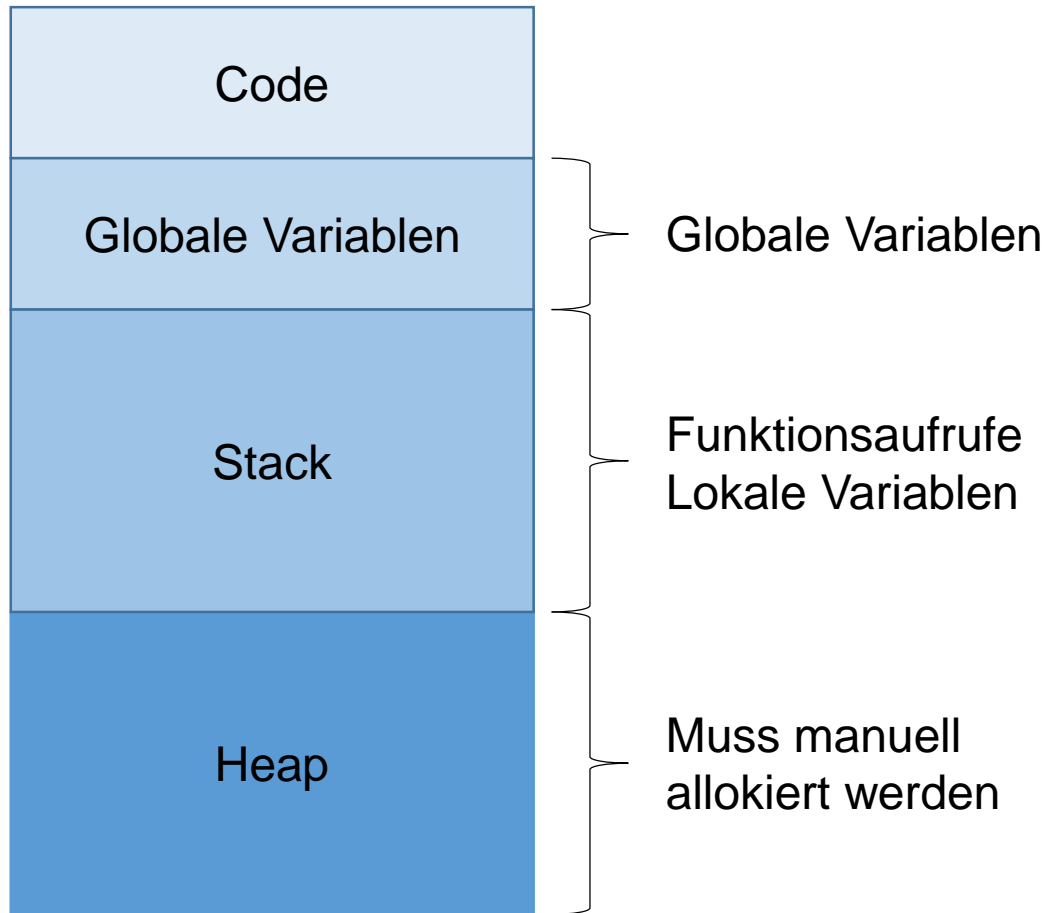 Code
Globale Variablen
Globale Variablen
Stack
Funktionsaufrufe
Lokale Variablen
Heap
Muss manuell
allokiert werden